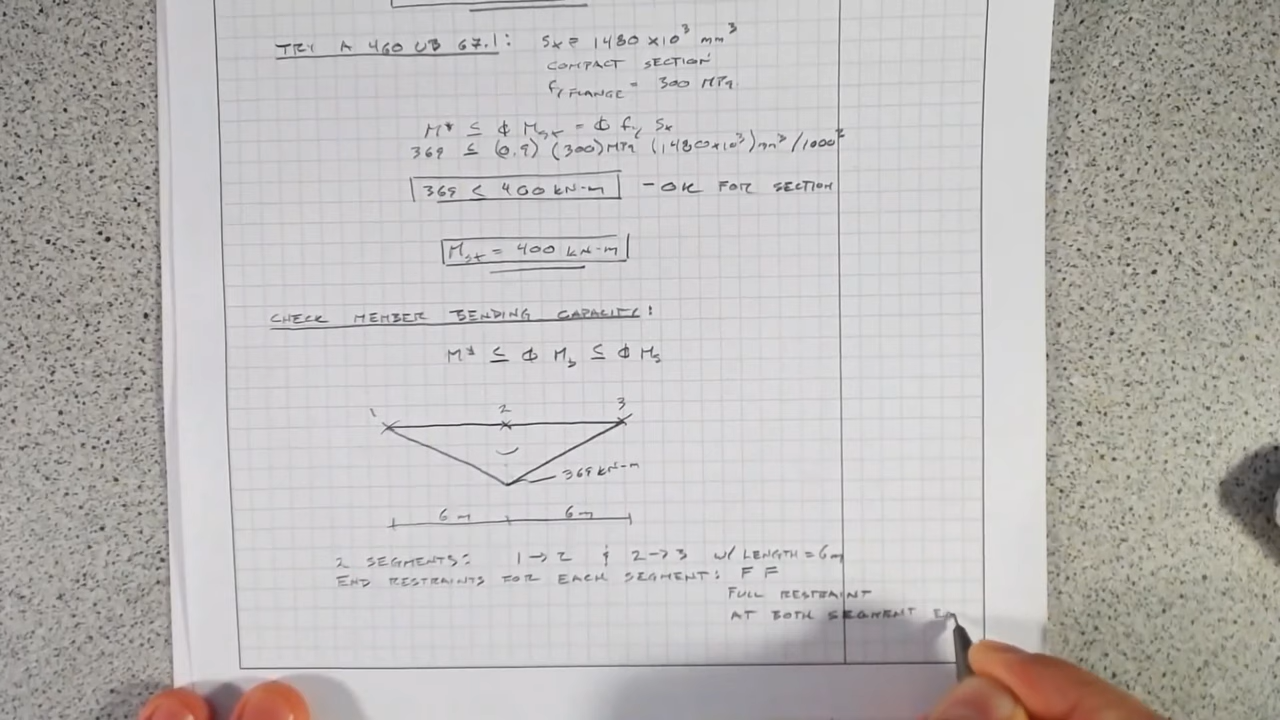 TRY A 460 UB 67.1: Sx = 1480 x10³ mm³
COMPACT SECTION
fy FLANGE = 300 MPa
M* ≤ φ Msx = φ fy Sx
369 ≤ (0.9) (300) MPa (1480x10³) mm³ /1000²
369 < 400 kN-m - OK FOR SECTION
Msx = 400 kN-m
CHECK MEMBER BENDING CAPACITY:
M* ≤ φ Mb ≤ φ Ms
1 2 3
369 kN-m
6 m 6 m
2 SEGMENTS: 1 → 2 & 2 → 3 W/ LENGTH = 6m
END RESTRAINTS FOR EACH SEGMENT: F F
FULL RESTRAINT
AT BOTH SEGMENT